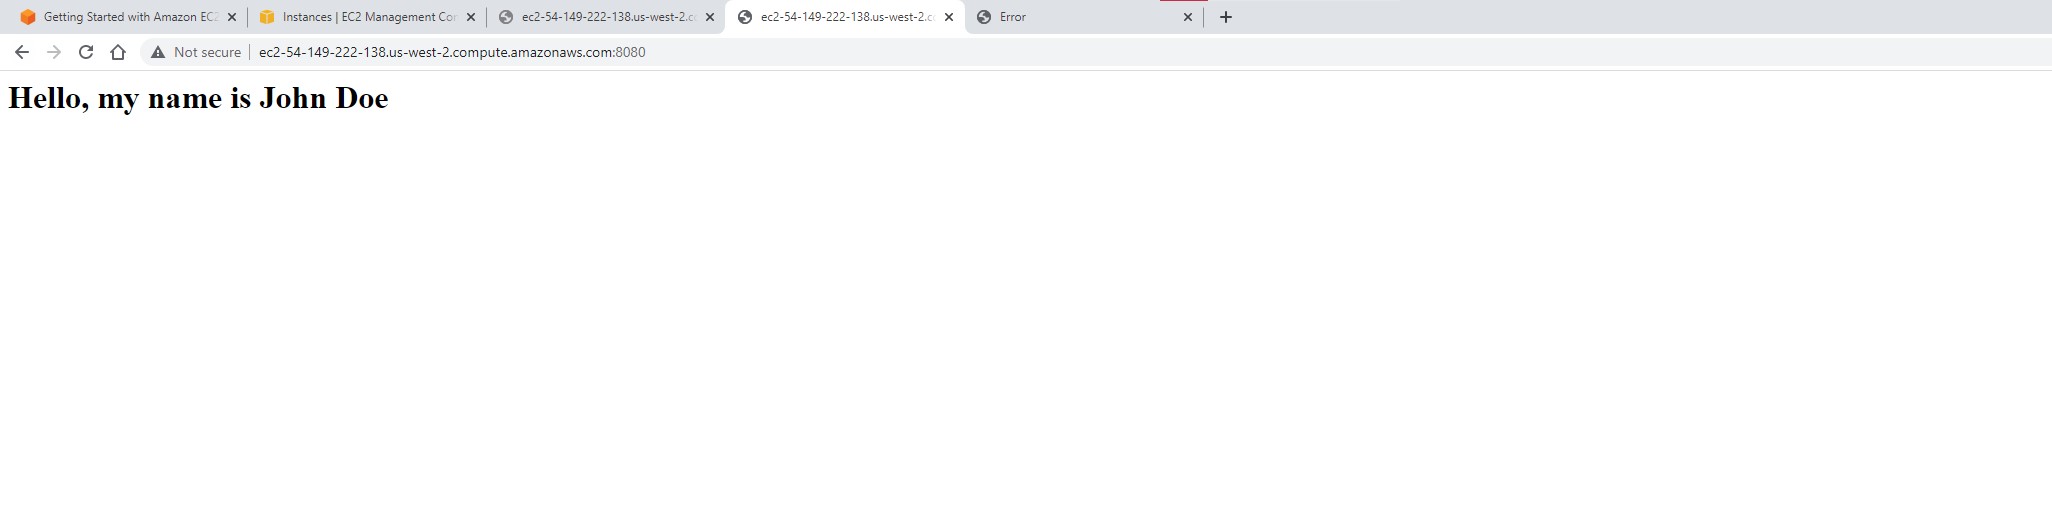 Getting Started with Amazon EC2
Instances | EC2 Management Con
ec2-54-149-222-138.us-west-2.c
ec2-54-149-222-138.us-west-2.c
Error
Not secure
ec2-54-149-222-138.us-west-2.compute.amazonaws.com:8080
Hello, my name is John Doe